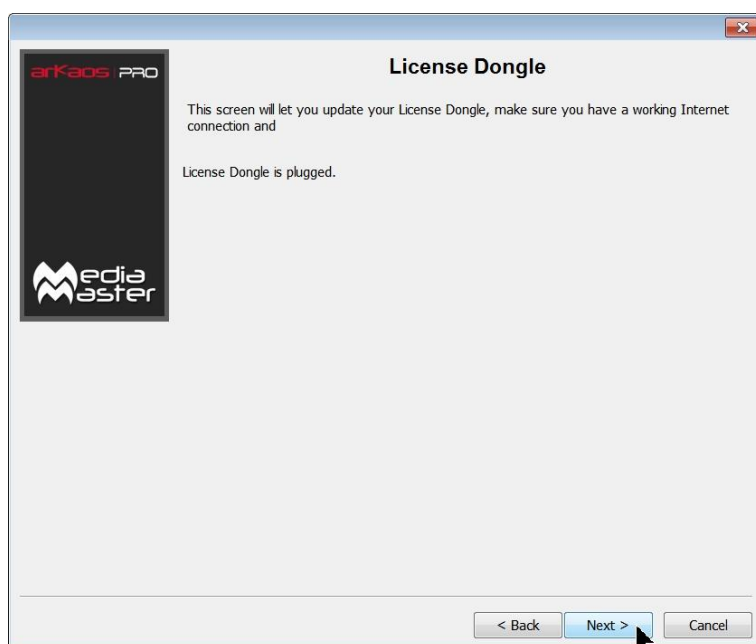 arKaos PRO
Media Master
License Dongle
This screen will let you update your License Dongle, make sure you have a working Internet
connection and
License Dongle is plugged.
< Back
Next >
Cancel